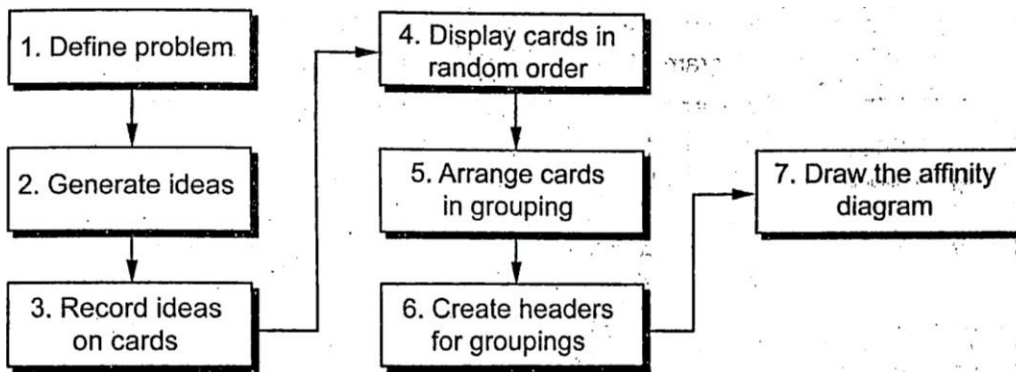 1. Define problem
2. Generate ideas
3. Record ideas
on cards
4. Display cards in
random order
5. Arrange cards
in grouping
6. Create headers
for groupings
7. Draw the affinity
diagram